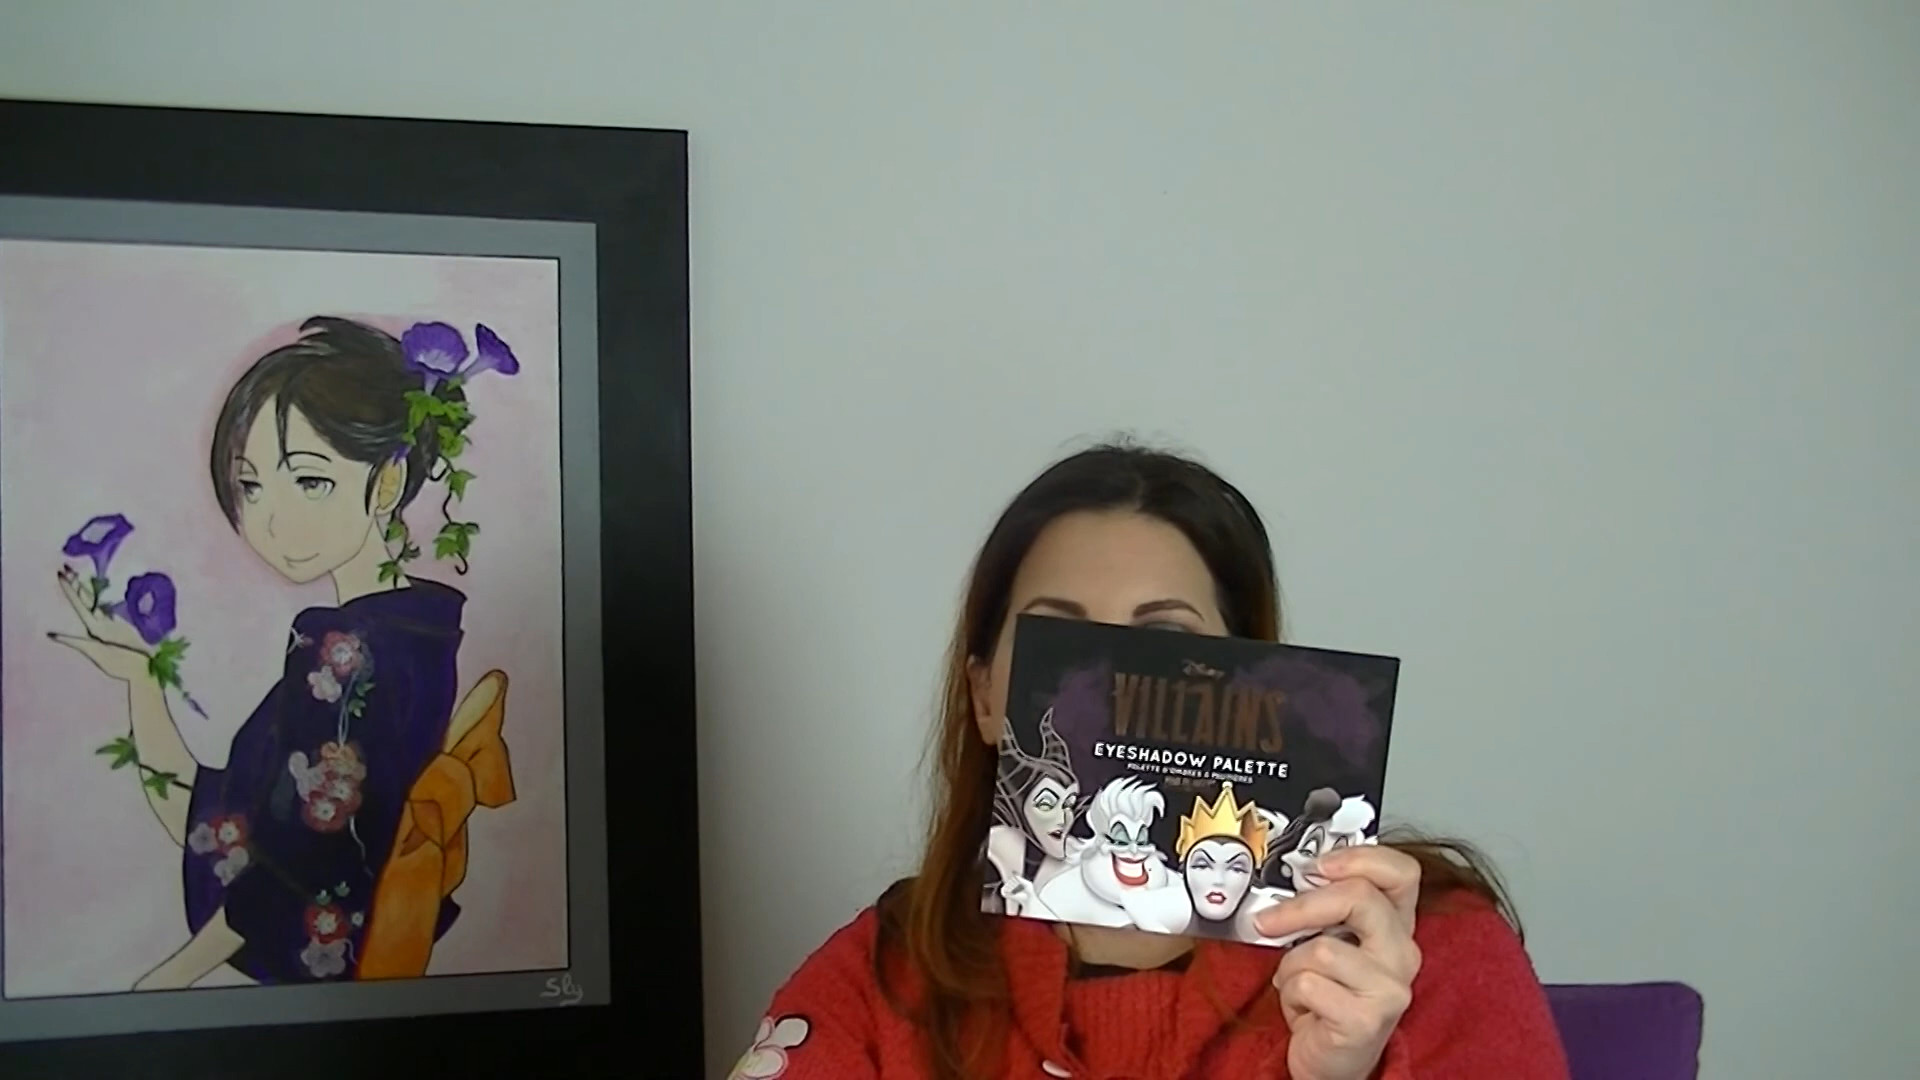 Disney
VILLAINS
EYESHADOW PALETTE
PALETTE D'OMBRES À PAUPIÈRES
Sly